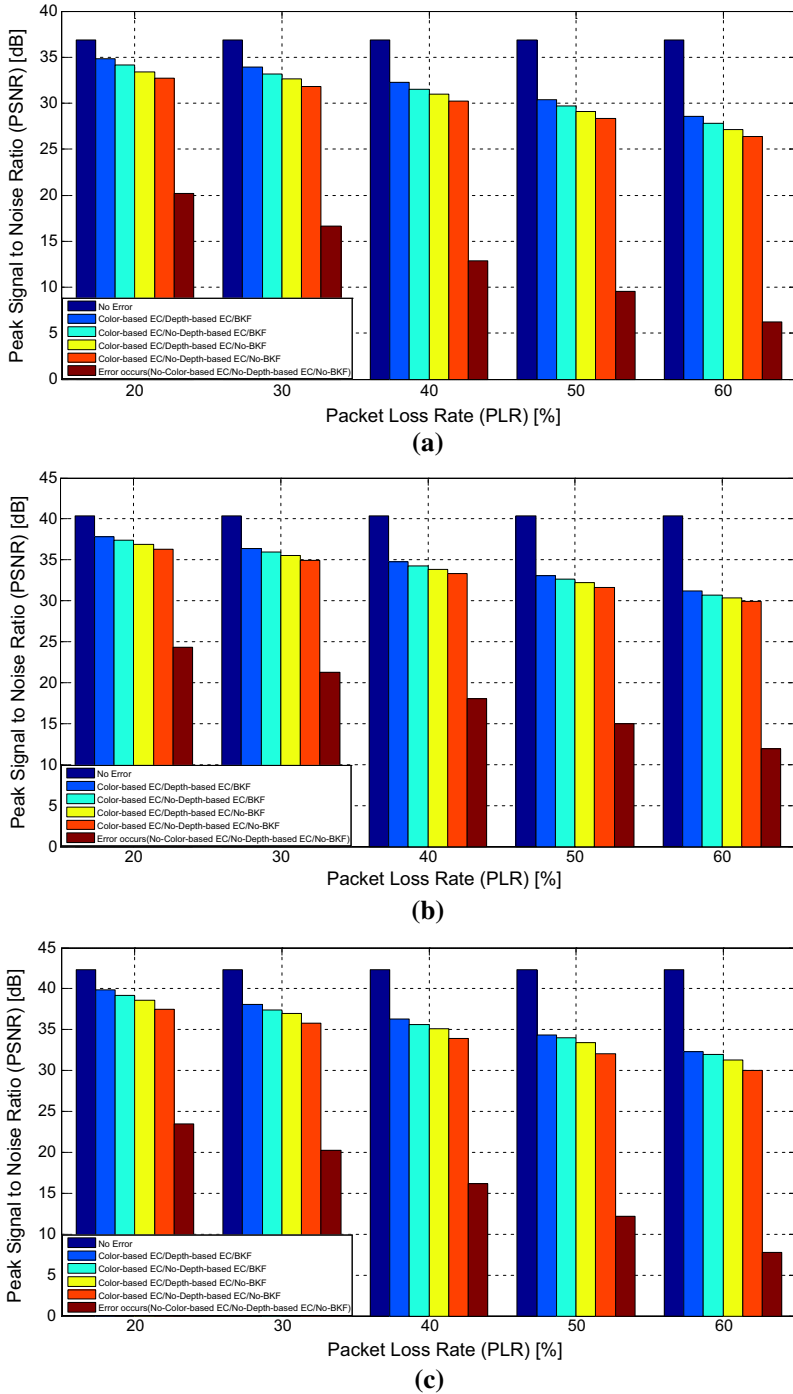 Peak Signal to Noise Ratio (PSNR) [dB]
40
35
30
25
20
15
10
5
0
No Error
Color-based EC/Depth-based EC/BKF
Color-based EC/No-Depth-based EC/BKF
Color-based EC/Depth-based EC/No-BKF
Color-based EC/No-Depth-based EC/No-BKF
Error occurs(No-Color-based EC/No-Depth-based EC/No-BKF)
20 30 40 50 60
Packet Loss Rate (PLR) [%]
(a)
Peak Signal to Noise Ratio (PSNR) [dB]
45
40
35
30
25
20
15
10
5
0
No Error
Color-based EC/Depth-based EC/BKF
Color-based EC/No-Depth-based EC/BKF
Color-based EC/Depth-based EC/No-BKF
Color-based EC/No-Depth-based EC/No-BKF
Error occurs(No-Color-based EC/No-Depth-based EC/No-BKF)
20 30 40 50 60
Packet Loss Rate (PLR) [%]
(b)
Peak Signal to Noise Ratio (PSNR) [dB]
45
40
35
30
25
20
15
10
5
0
No Error
Color-based EC/Depth-based EC/BKF
Color-based EC/No-Depth-based EC/BKF
Color-based EC/Depth-based EC/No-BKF
Color-based EC/No-Depth-based EC/No-BKF
Error occurs(No-Color-based EC/No-Depth-based EC/No-BKF)
20 30 40 50 60
Packet Loss Rate (PLR) [%]
(c)